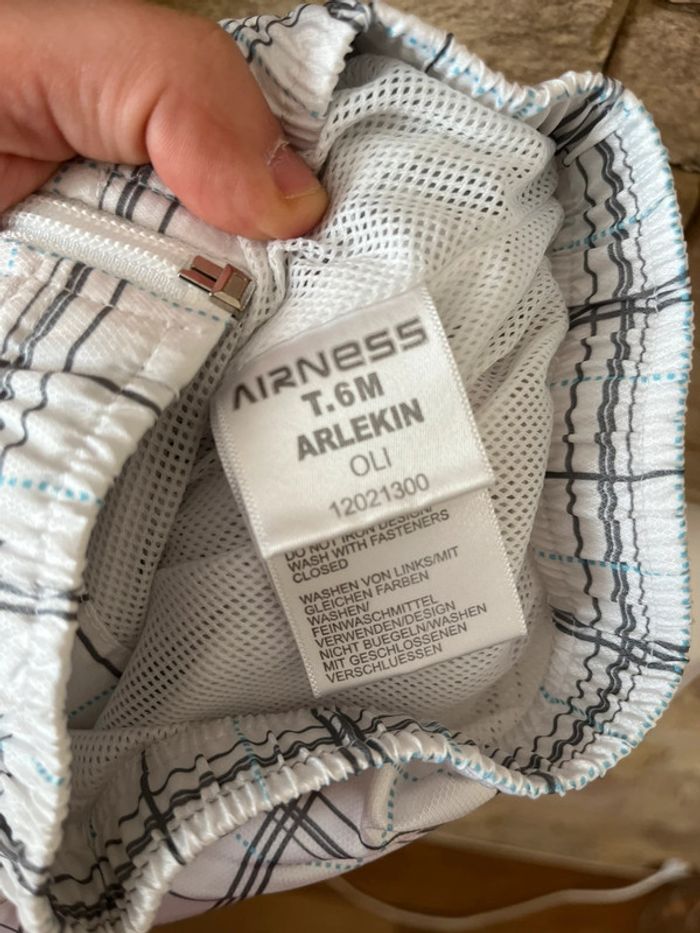 AIRNESS
T.6M
ARLEKIN
OLI
12021300
DO NOT IRON DESIGN/
WASH WITH FASTENERS
CLOSED
WASHEN VON LINKS/MIT
GLEICHEN FARBEN
WASHEN/
FEINWASCHMITTEL
VERWENDEN/DESIGN
NICHT BUEGELN/WASHEN
MIT GESCHLOSSENEN
VERSCHLUESSEN